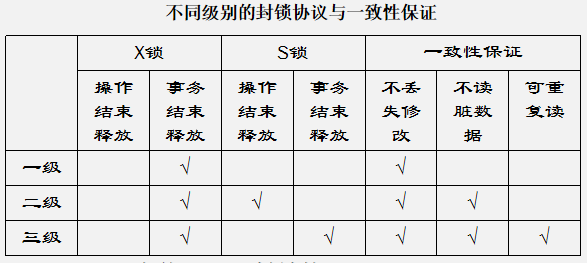 不同级别的封锁协议与一致性保证
X锁 S锁 一致性保证
操作结束释放 事务结束释放 操作结束释放 事务结束释放 不丢失修改 不读脏数据 可重复读
一级 √ √
二级 √ √ √ √
三级 √ √ √ √ √